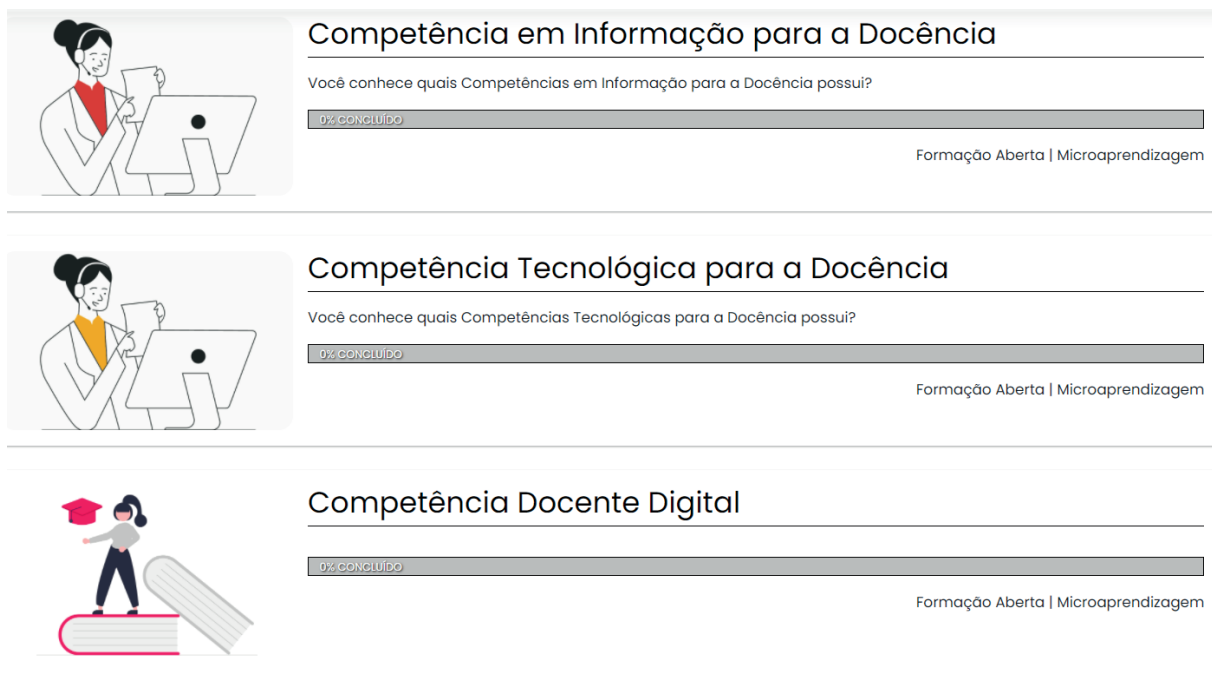 Competência em Informação para a Docência
Você conhece quais Competências em Informação para a Docência possui?
0% CONCLUÍDO
Formação Aberta | Microaprendizagem
Competência Tecnológica para a Docência
Você conhece quais Competências Tecnológicas para a Docência possui?
0% CONCLUÍDO
Formação Aberta | Microaprendizagem
Competência Docente Digital
0% CONCLUÍDO
Formação Aberta | Microaprendizagem